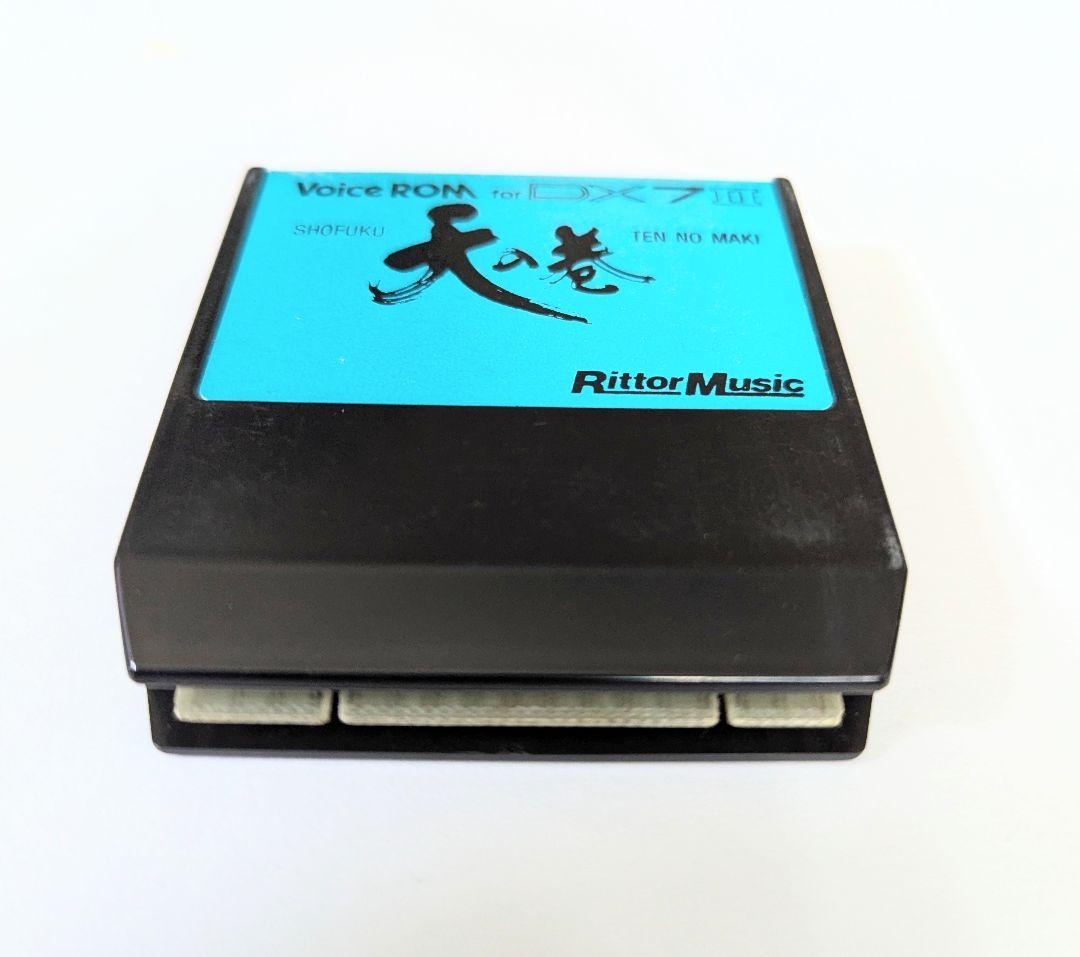 Voice ROM for DX7II
SHOFUKU 天の巻 TEN NO MAKI
RittorMusic